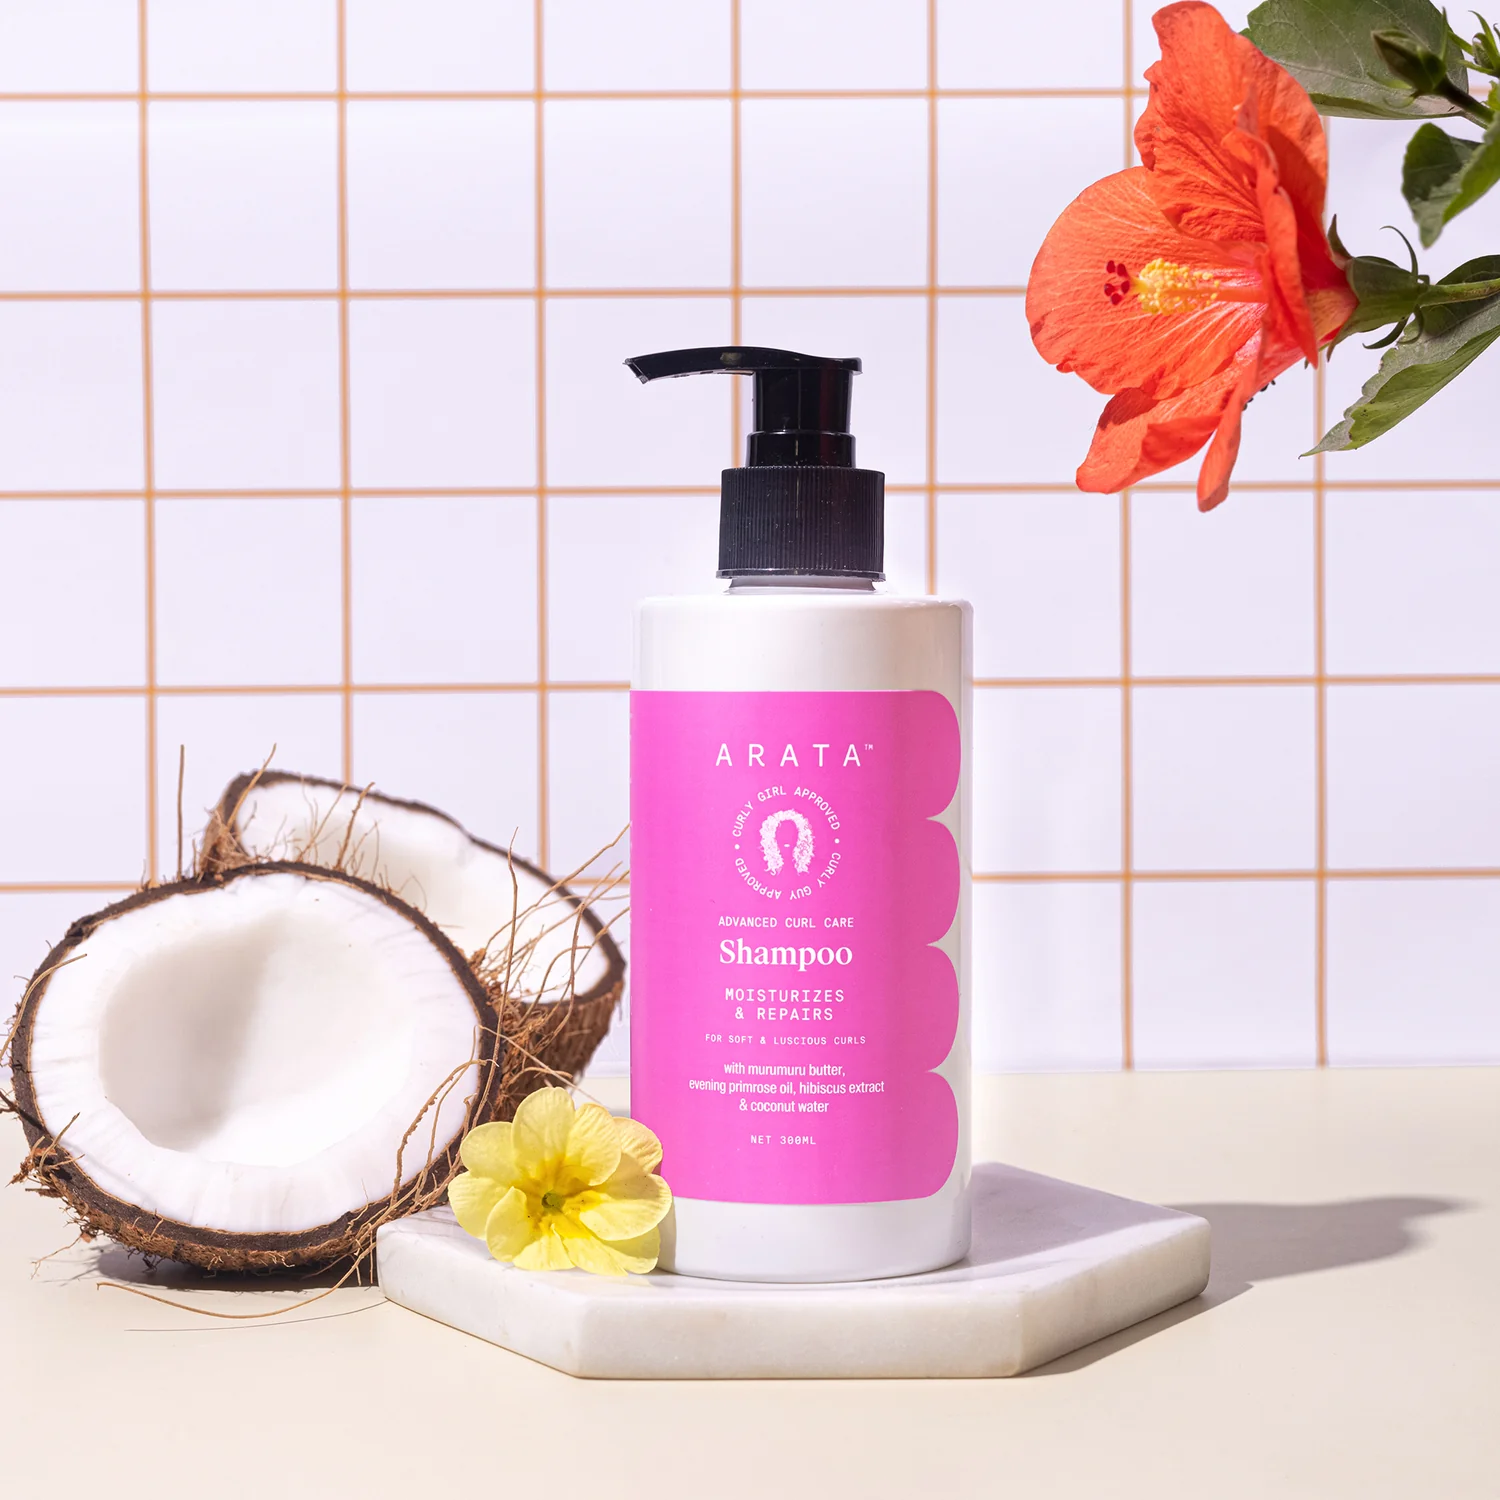 ARATA™
CURLY GIRL APPROVED • CURLY GUY APPROVED •
ADVANCED CURL CARE
Shampoo
MOISTURIZES
& REPAIRS
FOR SOFT & LUSCIOUS CURLS
with murumuru butter,
evening primrose oil, hibiscus extract
& coconut water
NET 300ML